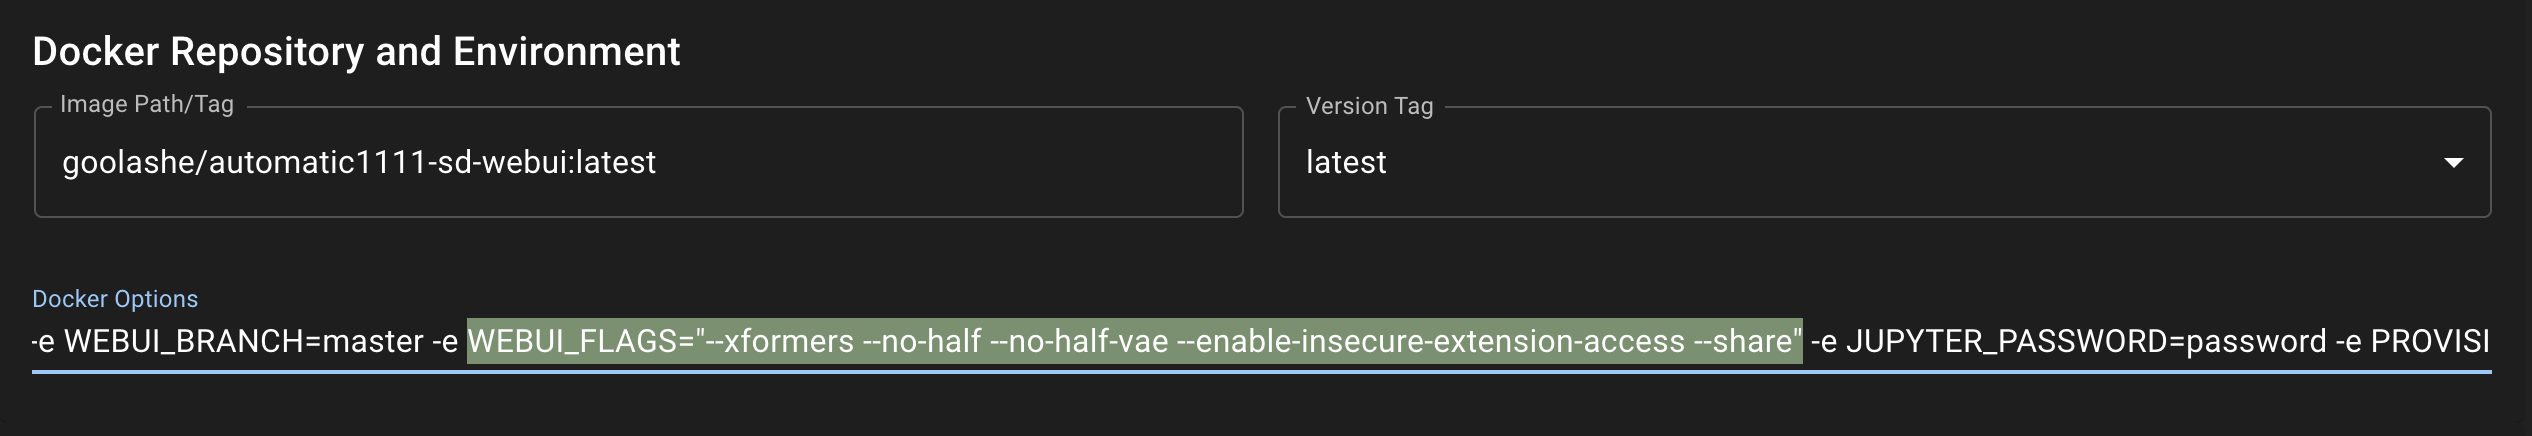 Docker Repository and Environment
Image Path/Tag
goolashe/automatic1111-sd-webui:latest
Version Tag
latest
Docker Options
-e WEBUI_BRANCH=master -e WEBUI_FLAGS="--xformers --no-half --no-half-vae --enable-insecure-extension-access --share" -e JUPYTER_PASSWORD=password -e PROVISI